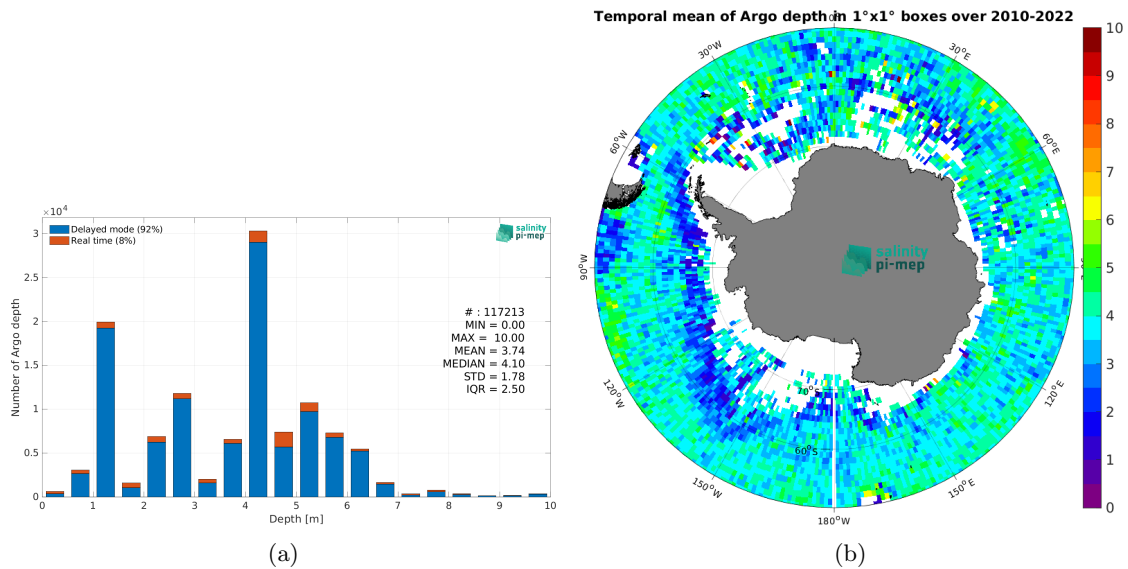 ×10⁴
Delayed mode (92%)
Real time (8%)
salinity
pi-mep
3
2.5
2
1.5
1
0.5
0
Number of Argo depth
# : 117213
MIN = 0.00
MAX = 10.00
MEAN = 3.74
MEDIAN = 4.10
STD = 1.78
IQR = 2.50
0 1 2 3 4 5 6 7 8 9 10
Depth [m]
(a)
Temporal mean of Argo depth in 1°x1° boxes over 2010-2022
30°W
30°E
60°W
60°E
90°W
salinity
pi-mep
120°W
120°E
70°S
60°S
150°W
150°E
180°W
10
9
8
7
6
5
4
3
2
1
0
(b)